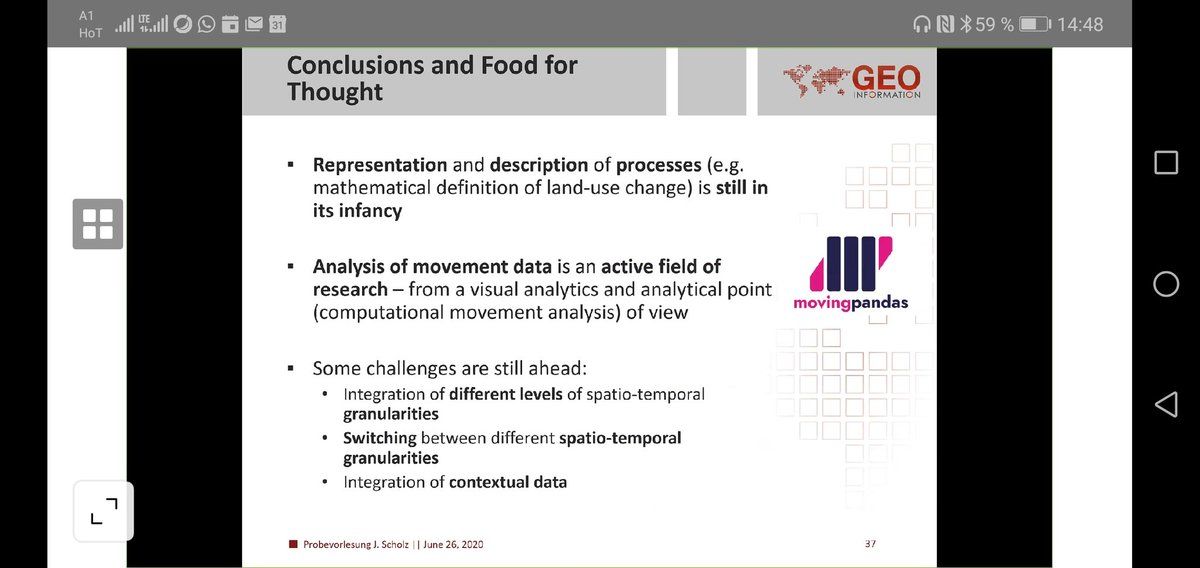 A1
HoT
LTE
31
59 %
14:48
Conclusions and Food for
Thought
GEO
INFORMATION
▪ Representation and description of processes (e.g.
mathematical definition of land-use change) is still in
its infancy
▪ Analysis of movement data is an active field of
research – from a visual analytics and analytical point
(computational movement analysis) of view
movingpandas
▪ Some challenges are still ahead:
• Integration of different levels of spatio-temporal
granularities
• Switching between different spatio-temporal
granularities
• Integration of contextual data
Probevorlesung J. Scholz || June 26, 2020
37